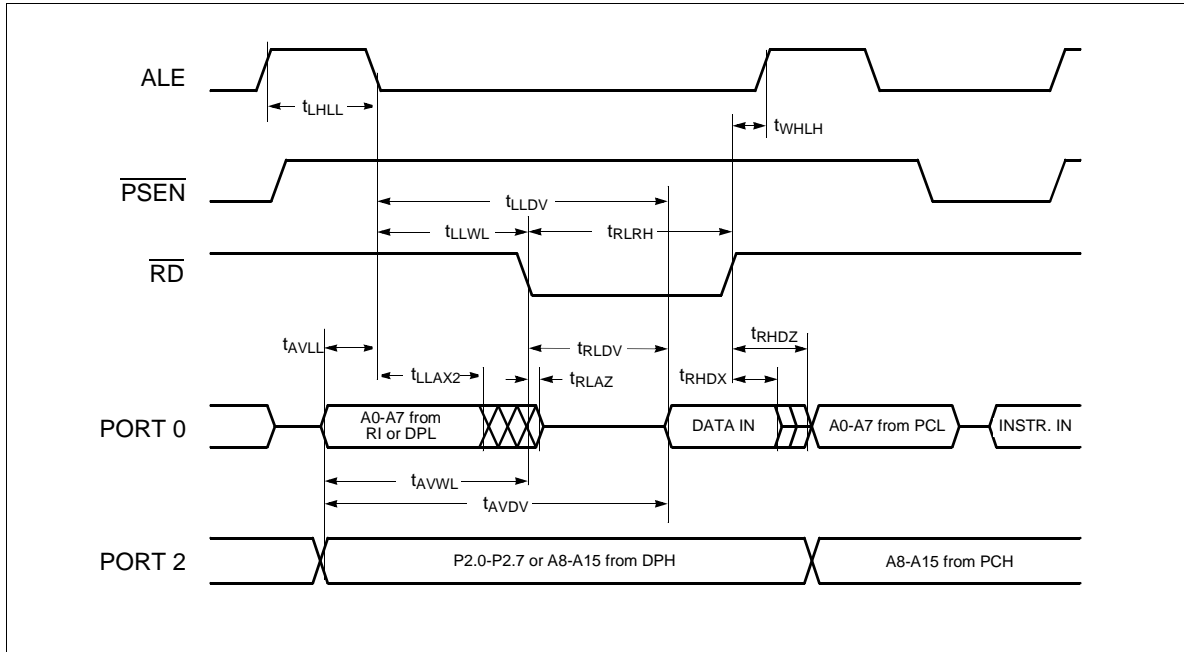 ALE
tLHLL
tWHLH
PSEN
tLLDV
tLLWL
tRLRH
RD
tAVLL
tRLDV
tRHDZ
tLLAX2
tRLAZ
tRHDX
PORT 0
A0-A7 from
RI or DPL
DATA IN
A0-A7 from PCL
INSTR. IN
tAVWL
tAVDV
PORT 2
P2.0-P2.7 or A8-A15 from DPH
A8-A15 from PCH